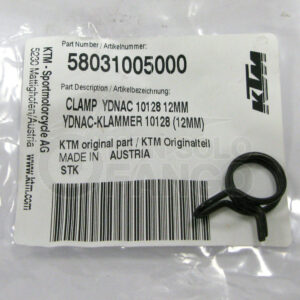 Part Number / Artikelnummer:
58031005000
Part Description / Artikelbezeichnung:
CLAMP YDNAC 10128 12MM
YDNAC-KLAMMER 10128 (12MM)
KTM original part / KTM Originalteil
MADE IN AUSTRIA
STK
KTM - Sportmotorcycle AG
5230 Mattighofen/Austria
www.ktm.com
KTM